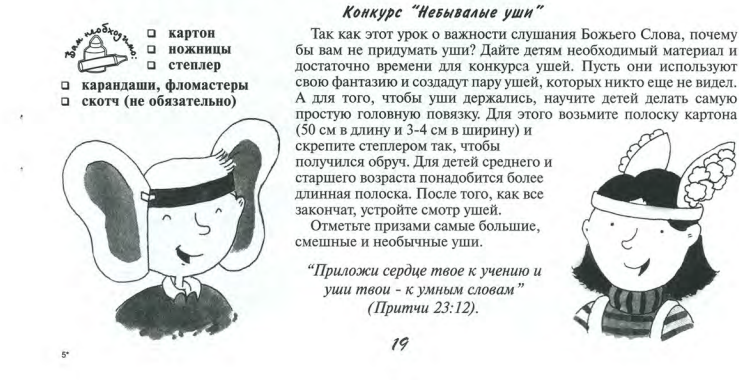 Конкурс "Небывалые уши"
Вам необходимо:
❑ картон
❑ ножницы
❑ степлер
❑ карандаши, фломастеры
❑ скотч (не обязательно)
Так как этот урок о важности слушания Божьего Слова, почему
бы вам не придумать уши? Дайте детям необходимый материал и
достаточно времени для конкурса ушей. Пусть они используют
свою фантазию и создадут пару ушей, которых никто еще не видел.
А для того, чтобы уши держались, научите детей делать самую
простую головную повязку. Для этого возьмите полоску картона
(50 см в длину и 3-4 см в ширину) и
скрепите степлером так, чтобы
получился обруч. Для детей среднего и
старшего возраста понадобится более
длинная полоска. После того, как все
закончат, устройте смотр ушей.
Отметьте призами самые большие,
смешные и необычные уши.
"Приложи сердце твое к учению и
уши твои - к умным словам"
(Притчи 23:12).
19
5*